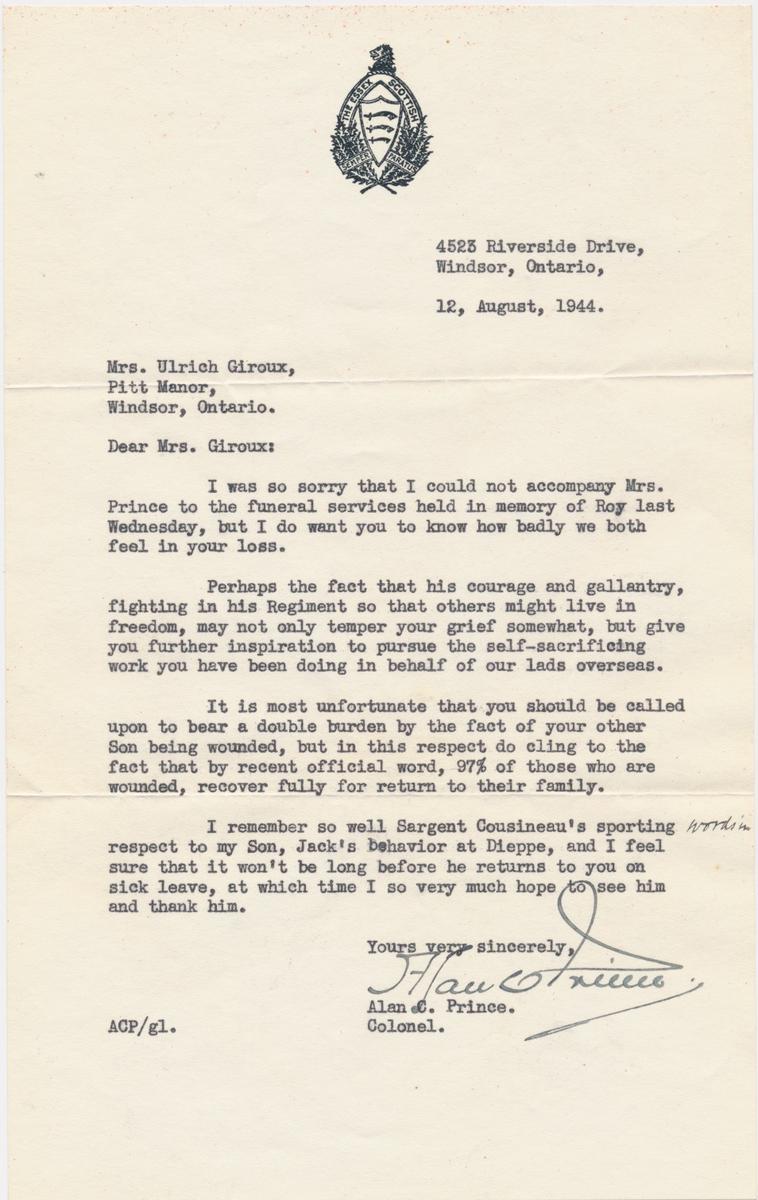 THE ESSEX SCOTTISH
SEMPER PARATUS
4523 Riverside Drive,
Windsor, Ontario,
12, August, 1944.
Mrs. Ulrich Giroux,
Pitt Manor,
Windsor, Ontario.
Dear Mrs. Giroux:
I was so sorry that I could not accompany Mrs.
Prince to the funeral services held in memory of Roy last
Wednesday, but I do want you to know how badly we both
feel in your loss.
Perhaps the fact that his courage and gallantry,
fighting in his Regiment so that others might live in
freedom, may not only temper your grief somewhat, but give
you further inspiration to pursue the self-sacrificing
work you have been doing in behalf of our lads overseas.
It is most unfortunate that you should be called
upon to bear a double burden by the fact of your other
Son being wounded, but in this respect do cling to the
fact that by recent official word, 97% of those who are
wounded, recover fully for return to their family.
I remember so well Sargent Cousineau's sporting words in
respect to my Son, Jack's behavior at Dieppe, and I feel
sure that it won't be long before he returns to you on
sick leave, at which time I so very much hope to see him
and thank him.
Yours very sincerely,
Alan C Prince.
Alan C. Prince.
ACP/gl. Colonel.